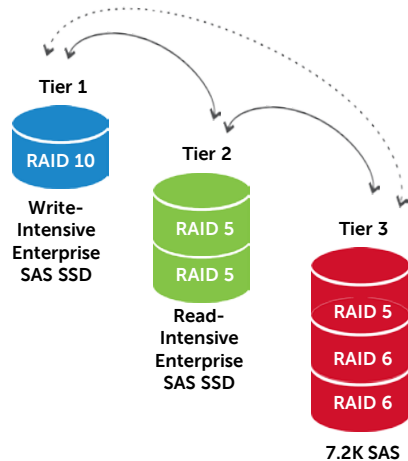 Tier 1
RAID 10
Write-
Intensive
Enterprise
SAS SSD
Tier 2
RAID 5
RAID 5
Read-
Intensive
Enterprise
SAS SSD
Tier 3
RAID 5
RAID 6
RAID 6
7.2K SAS